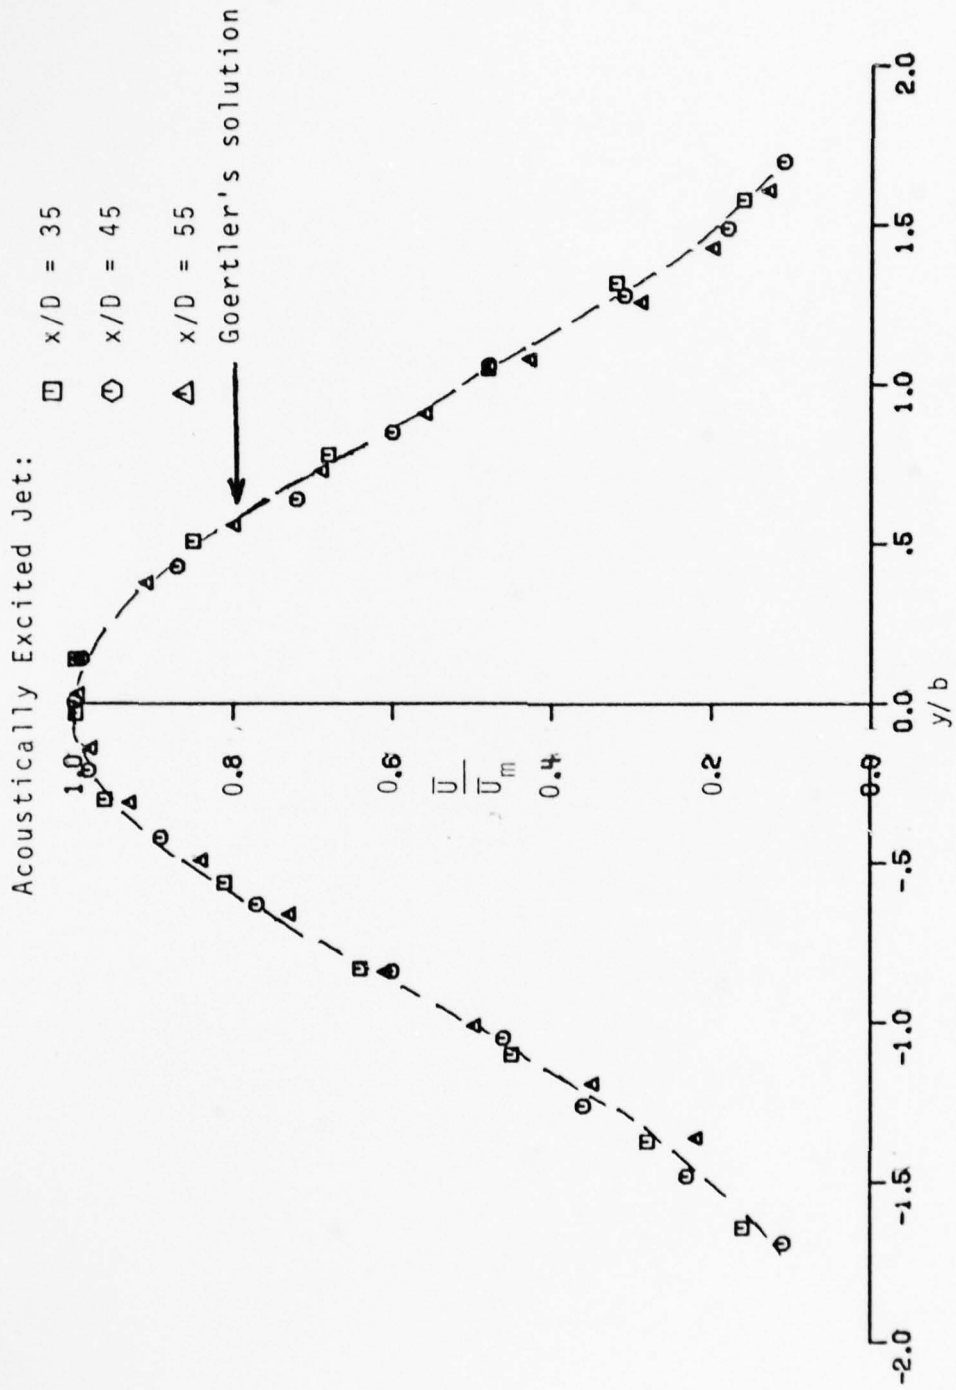 Acoustically Excited Jet:
x/D = 35
x/D = 45
x/D = 55
Goertler's solution
1.0
0.8
0.6
U
U m
0.4
0.2
0.0
-2.0
-1.5
-1.0
-.5
0.0
.5
1.0
1.5
2.0
y/b